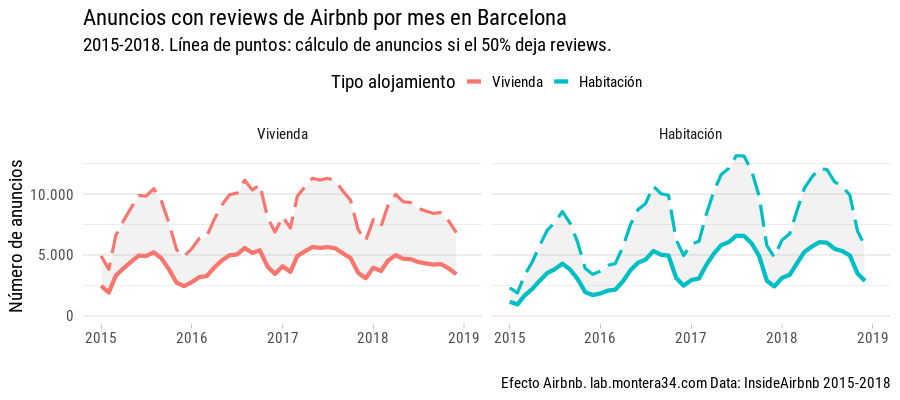 Anuncios con reviews de Airbnb por mes en Barcelona
2015-2018. Línea de puntos: cálculo de anuncios si el 50% deja reviews.
Tipo alojamiento Vivienda Habitación
Vivienda Habitación
Número de anuncios
10.000
5.000
0
2015 2016 2017 2018 2019 2015 2016 2017 2018 2019
Efecto Airbnb. lab.montera34.com Data: InsideAirbnb 2015-2018